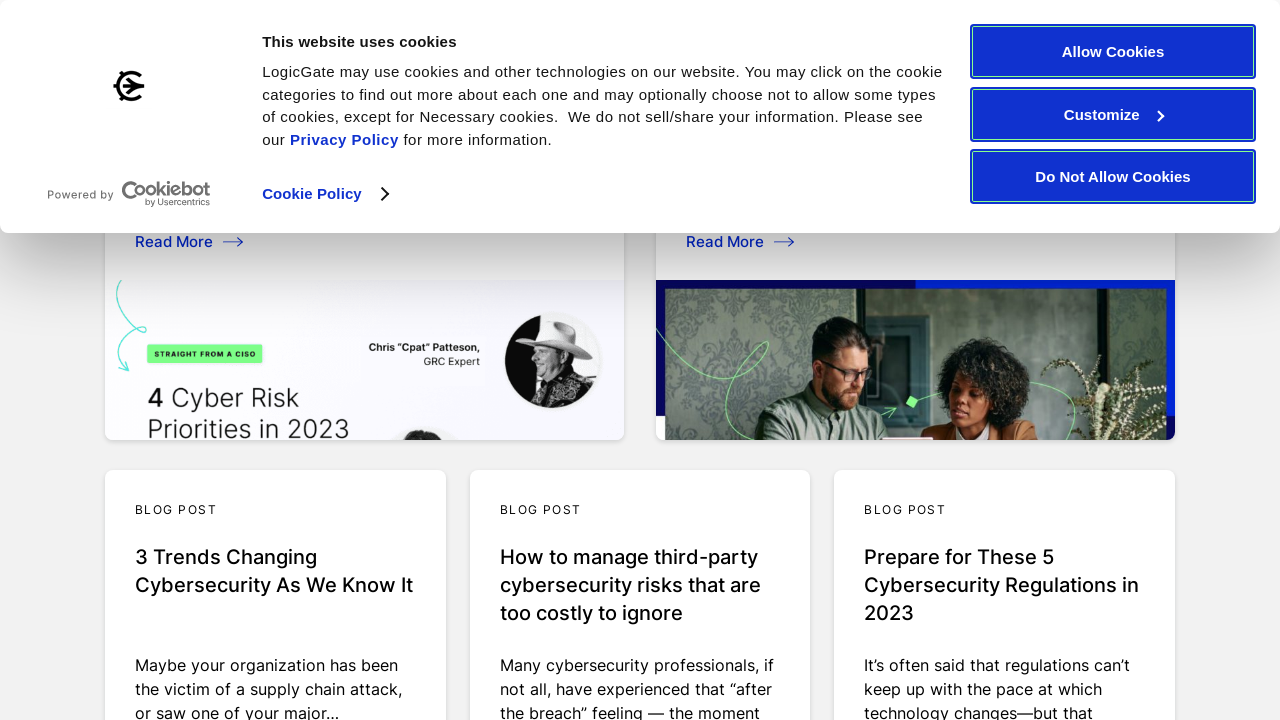 This website uses cookies
LogicGate may use cookies and other technologies on our website. You may click on the cookie
categories to find out more about each one and may optionally choose not to allow some types
of cookies, except for Necessary cookies.  We do not sell/share your information. Please see
our Privacy Policy for more information.
Powered by Cookiebot
by Usercentrics
Cookie Policy
Allow Cookies
Customize
Do Not Allow Cookies
Read More
Read More
STRAIGHT FROM A CISO
Chris “Cpat” Patteson,
GRC Expert
4 Cyber Risk
Priorities in 2023
BLOG POST
3 Trends Changing
Cybersecurity As We Know It
Maybe your organization has been
the victim of a supply chain attack,
or saw one of your major...
BLOG POST
How to manage third-party
cybersecurity risks that are
too costly to ignore
Many cybersecurity professionals, if
not all, have experienced that “after
the breach” feeling — the moment
BLOG POST
Prepare for These 5
Cybersecurity Regulations in
2023
It’s often said that regulations can’t
keep up with the pace at which
technology changes—but that